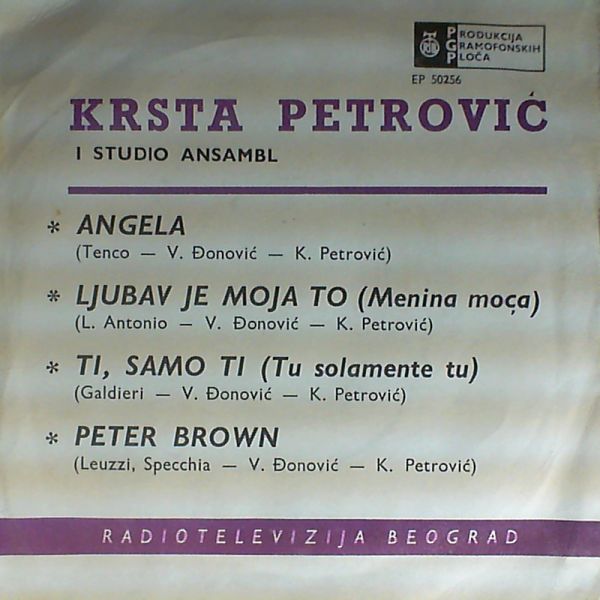 PGP RTB
PRODUKCIJA
GRAMOFONSKIH
PLOČA
EP 50256
KRSTA PETROVIĆ
I STUDIO ANSAMBL
* ANGELA
(Tenco — V. Đonović — K. Petrović)
* LJUBAV JE MOJA TO (Menina moça)
(L. Antonio — V. Đonović — K. Petrović)
* TI, SAMO TI (Tu solamente tu)
(Galdieri — V. Đonović — K. Petrović)
* PETER BROWN
(Leuzzi, Specchia — V. Đonović — K. Petrović)
RADIOTELEVIZIJA BEOGRAD